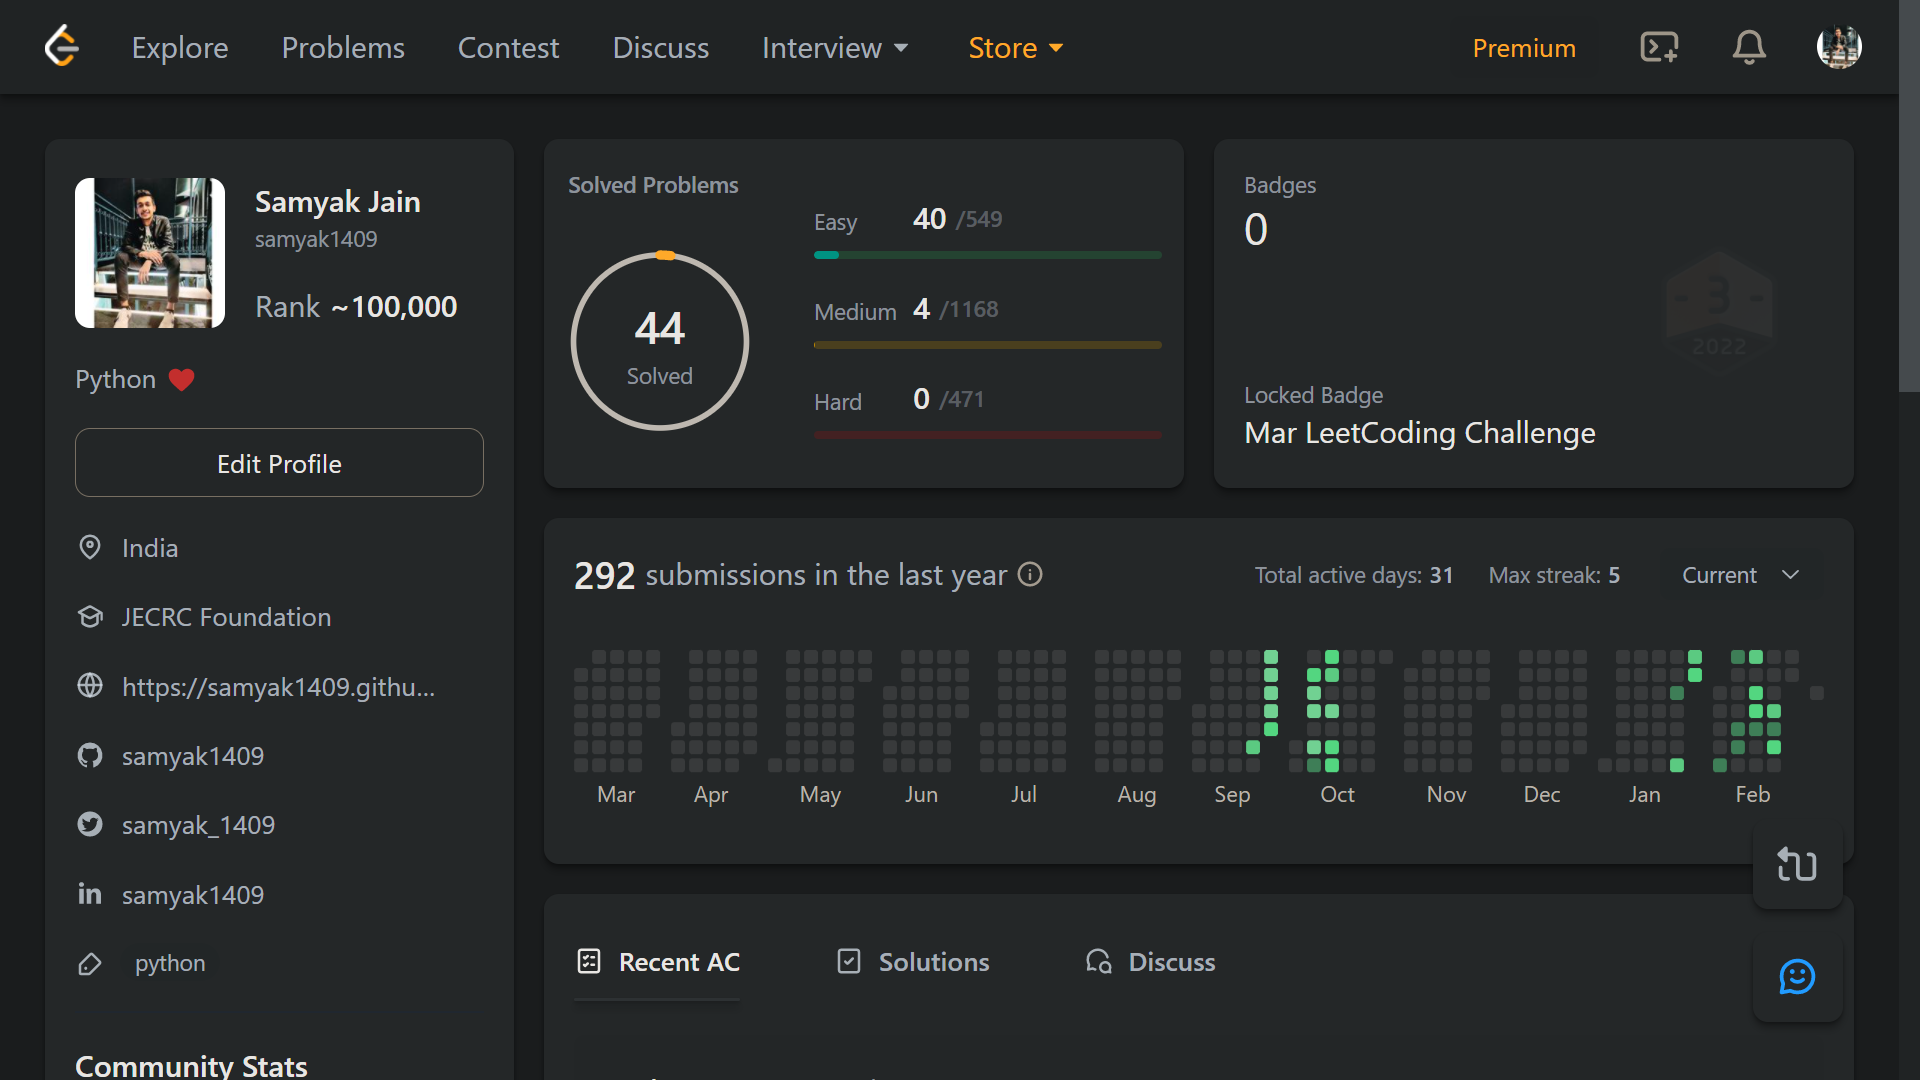 Explore Problems Contest Discuss Interview Store Premium
Samyak Jain
samyak1409
Rank ~100,000
Python
Edit Profile
India
JECRC Foundation
https://samyak1409.githu...
samyak1409
samyak_1409
samyak1409
python
Community Stats
Solved Problems
44
Solved
Easy 40 /549
Medium 4 /1168
Hard 0 /471
Badges
0
3
2022
Locked Badge
Mar LeetCoding Challenge
292 submissions in the last year
Total active days: 31 Max streak: 5 Current
Mar Apr May Jun Jul Aug Sep Oct Nov Dec Jan Feb
Recent AC Solutions Discuss